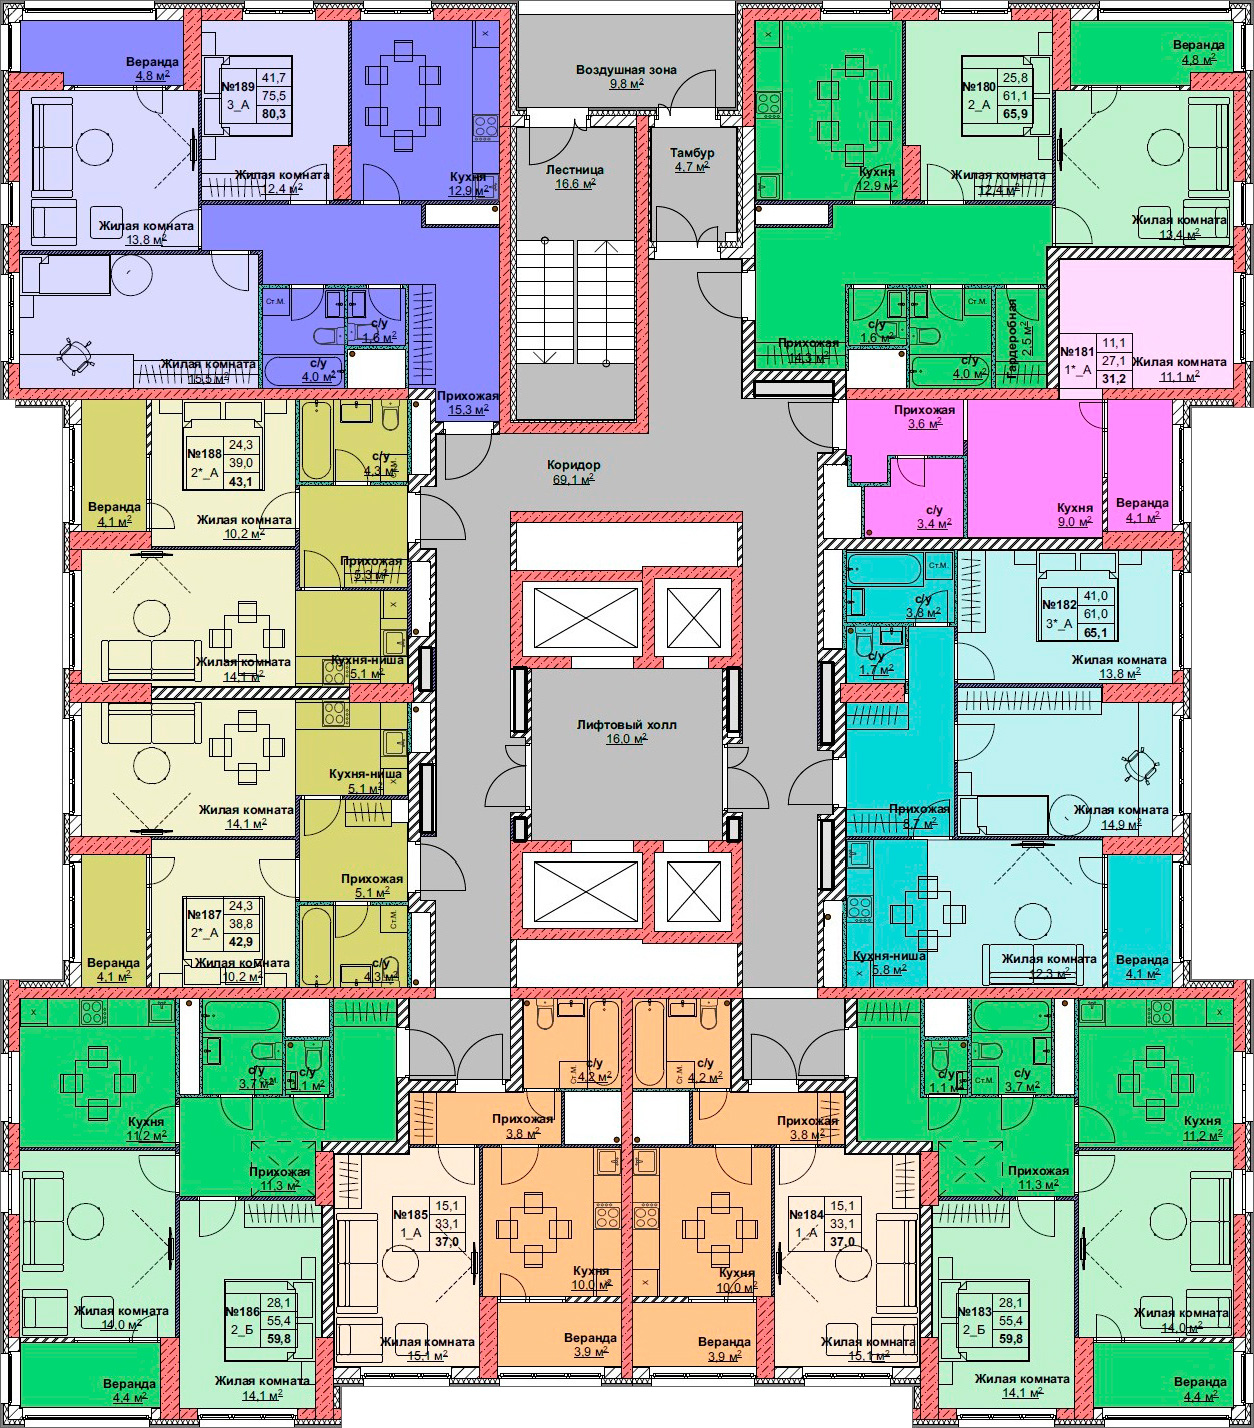 Веранда
4,8 м²
№189
3_А
41,7
75,5
80,3
Жилая комната
12,4 м²
Кухня
12,9 м²
X
Жилая комната
13,8 м²
Жилая комната
15,5 м²
Ст.М.
с/у
4,0 м²
с/у
1,6 м²
Прихожая
15,3 м²
Воздушная зона
9,8 м²
Лестница
16,6 м²
Тамбур
4,7 м²
X
Кухня
12,9 м²
№180
2_А
25,8
61,1
65,9
Жилая комната
12,4 м²
Веранда
4,8 м²
Жилая комната
13,4 м²
Прихожая
14,3 м²
с/у
1,6 м²
Ст.М.
с/у
4,0 м²
Гардеробная
2,5 м²
№181
1*_А
11,1
27,1
31,2
Жилая комната
11,1 м²
Прихожая
3,6 м²
с/у
3,4 м²
Кухня
9,0 м²
Веранда
4,1 м²
№188
2*_А
24,3
39,0
43,1
Веранда
4,1 м²
Жилая комната
10,2 м²
с/у
4,3 м²
Прихожая
5,3 м²
Жилая комната
14,1 м²
X
Кухня-ниша
5,1 м²
Коридор
69,1 м²
Лифтовый холл
16,0 м²
Ст.М.
с/у
3,8 м²
с/у
1,7 м²
№182
3*_А
41,0
61,0
65,1
Жилая комната
13,8 м²
Прихожая
8,7 м²
Жилая комната
14,9 м²
Кухня-ниша
5,8 м²
X
Жилая комната
12,3 м²
Веранда
4,1 м²
Кухня-ниша
5,1 м²
X
Жилая комната
14,1 м²
Прихожая
5,1 м²
№187
2*_А
24,3
38,8
42,9
Веранда
4,1 м²
Жилая комната
10,2 м²
Ст.М.
с/у
4,3 м²
X
Кухня
11,2 м²
с/у
3,7 м²
с/у
1,1 м²
Прихожая
11,3 м²
Жилая комната
14,0 м²
№186
2_Б
28,1
55,4
59,8
Жилая комната
14,1 м²
Веранда
4,4 м²
Ст.М.
с/у
4,2 м²
Прихожая
3,8 м²
№185
1_А
15,1
33,1
37,0
Жилая комната
15,1 м²
Кухня
10,0 м²
Веранда
3,9 м²
Ст.М.
с/у
4,2 м²
Прихожая
3,8 м²
№184
1_А
15,1
33,1
37,0
X
Кухня
10,0 м²
Жилая комната
15,1 м²
Веранда
3,9 м²
с/у
1,1 м²
Ст.М.
с/у
3,7 м²
X
Кухня
11,2 м²
Прихожая
11,3 м²
№183
2_Б
28,1
55,4
59,8
Жилая комната
14,0 м²
Жилая комната
14,1 м²
Веранда
4,4 м²